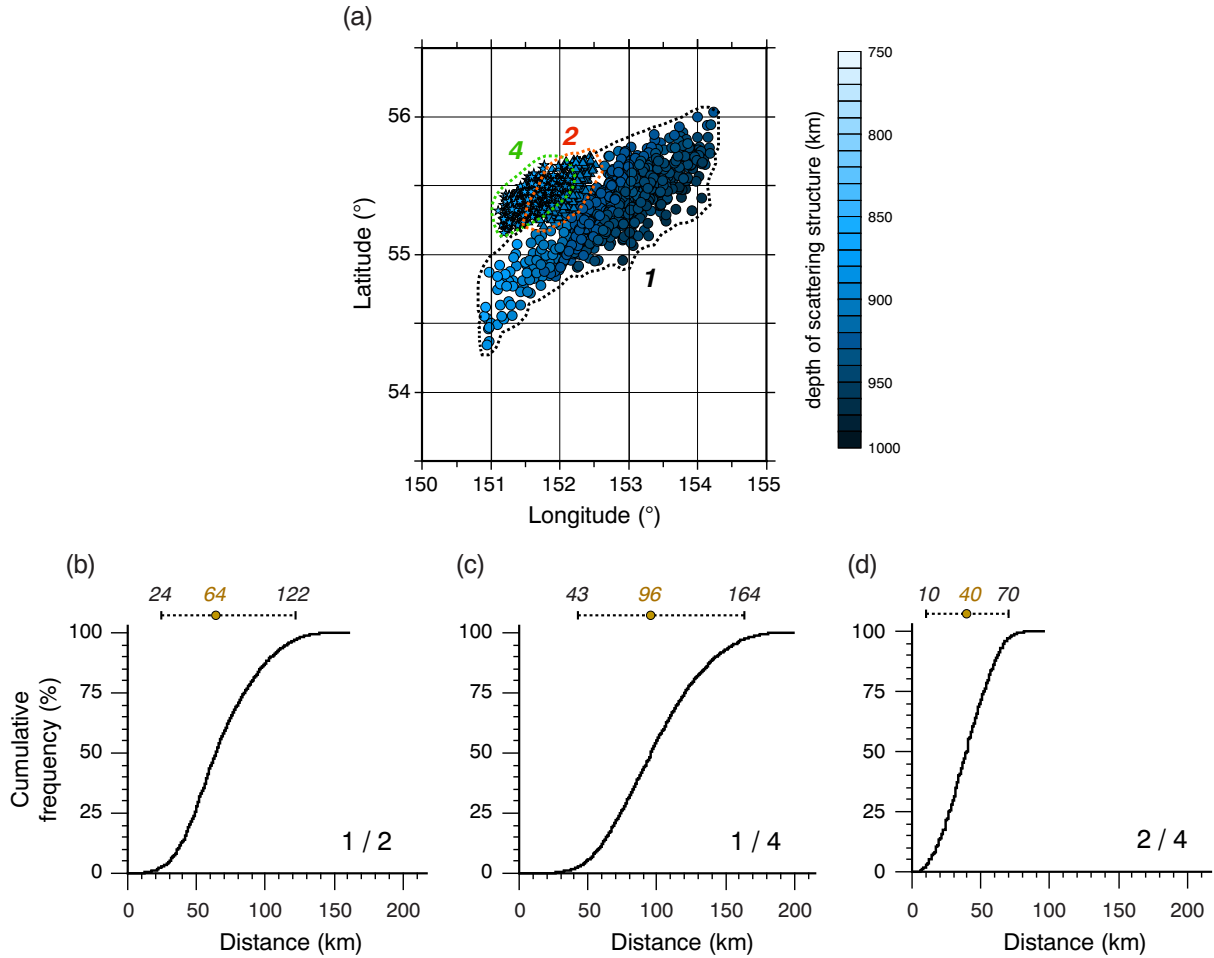 (a)
56
55
54
Latitude (°)
4
2
1
150 151 152 153 154 155
Longitude (°)
750
800
850
900
950
1000
depth of scattering structure (km)
(b)
24 64 122
100
75
50
25
0
Cumulative
frequency (%)
1 / 2
0 50 100 150 200
Distance (km)
(c)
43 96 164
100
75
50
25
0
1 / 4
0 50 100 150 200
Distance (km)
(d)
10 40 70
100
75
50
25
0
2 / 4
0 50 100 150 200
Distance (km)